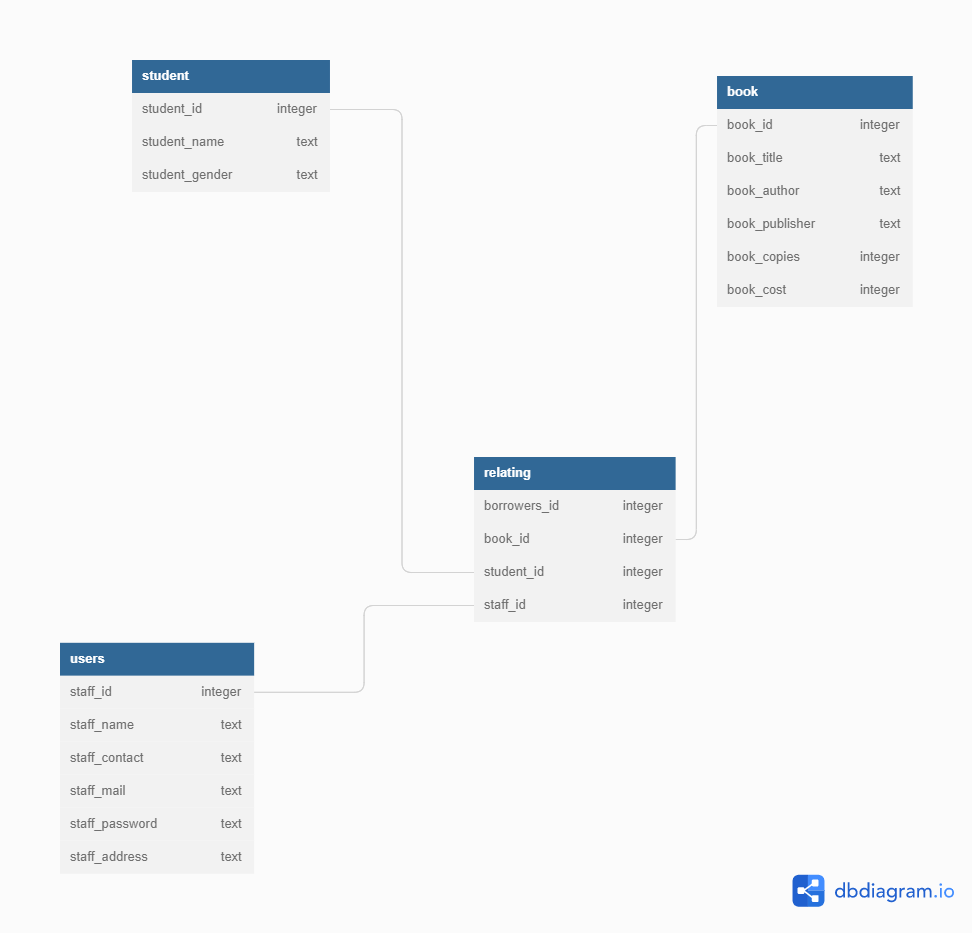 student
student_id integer
student_name text
student_gender text
book
book_id integer
book_title text
book_author text
book_publisher text
book_copies integer
book_cost integer
relating
borrowers_id integer
book_id integer
student_id integer
staff_id integer
users
staff_id integer
staff_name text
staff_contact text
staff_mail text
staff_password text
staff_address text
dbdiagram.io